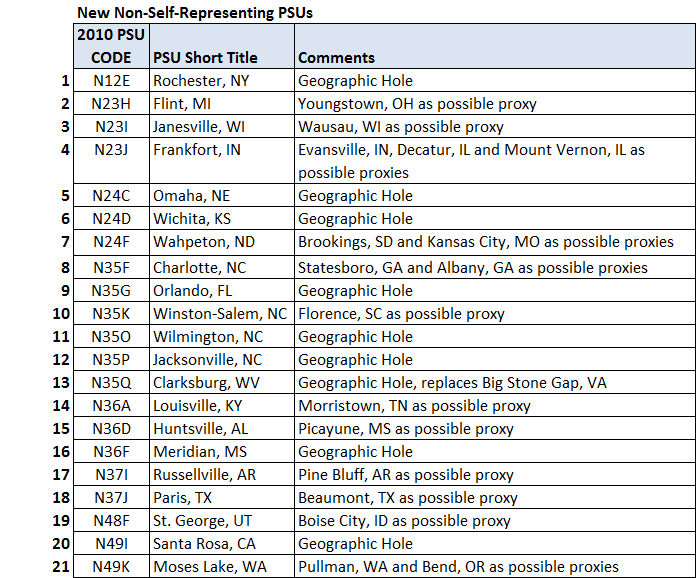 New Non-Self-Representing PSUs
2010 PSU
CODE PSU Short Title Comments
1 N12E Rochester, NY Geographic Hole
2 N23H Flint, MI Youngstown, OH as possible proxy
3 N23I Janesville, WI Wausau, WI as possible proxy
4 N23J Frankfort, IN Evansville, IN, Decatur, IL and Mount Vernon, IL as
possible proxies
5 N24C Omaha, NE Geographic Hole
6 N24D Wichita, KS Geographic Hole
7 N24F Wahpeton, ND Brookings, SD and Kansas City, MO as possible proxies
8 N35F Charlotte, NC Statesboro, GA and Albany, GA as possible proxies
9 N35G Orlando, FL Geographic Hole
10 N35K Winston-Salem, NC Florence, SC as possible proxy
11 N35O Wilmington, NC Geographic Hole
12 N35P Jacksonville, NC Geographic Hole
13 N35Q Clarksburg, WV Geographic Hole, replaces Big Stone Gap, VA
14 N36A Louisville, KY Morristown, TN as possible proxy
15 N36D Huntsville, AL Picayune, MS as possible proxy
16 N36F Meridian, MS Geographic Hole
17 N37I Russellville, AR Pine Bluff, AR as possible proxy
18 N37J Paris, TX Beaumont, TX as possible proxy
19 N48F St. George, UT Boise City, ID as possible proxy
20 N49I Santa Rosa, CA Geographic Hole
21 N49K Moses Lake, WA Pullman, WA and Bend, OR as possible proxies